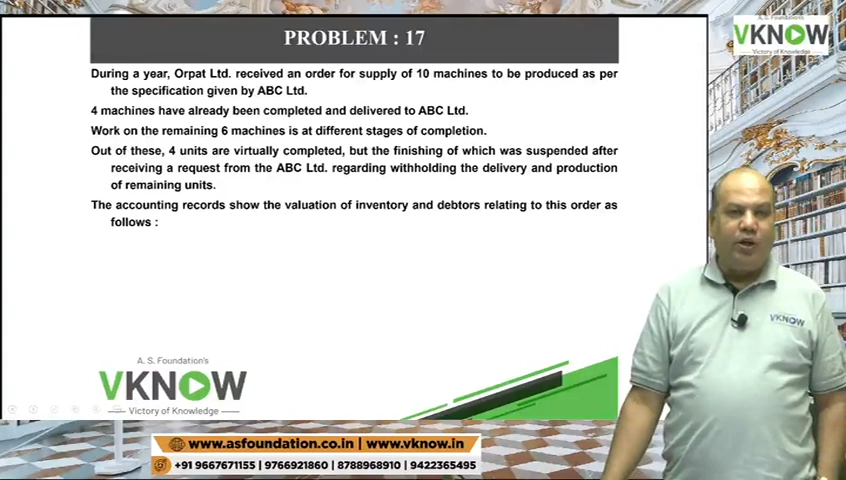 PROBLEM : 17
A. S. Foundation's
VKNOW
Victory of Knowledge
During a year, Orpat Ltd. received an order for supply of 10 machines to be produced as per
the specification given by ABC Ltd.
4 machines have already been completed and delivered to ABC Ltd.
Work on the remaining 6 machines is at different stages of completion.
Out of these, 4 units are virtually completed, but the finishing of which was suspended after
receiving a request from the ABC Ltd. regarding withholding the delivery and production
of remaining units.
The accounting records show the valuation of inventory and debtors relating to this order as
follows :
VKNOW
A. S. Foundation's
VKNOW
Victory of Knowledge
www.asfoundation.co.in | www.vknow.in
+91 9667671155 | 9766921860 | 8788968910 | 9422365495